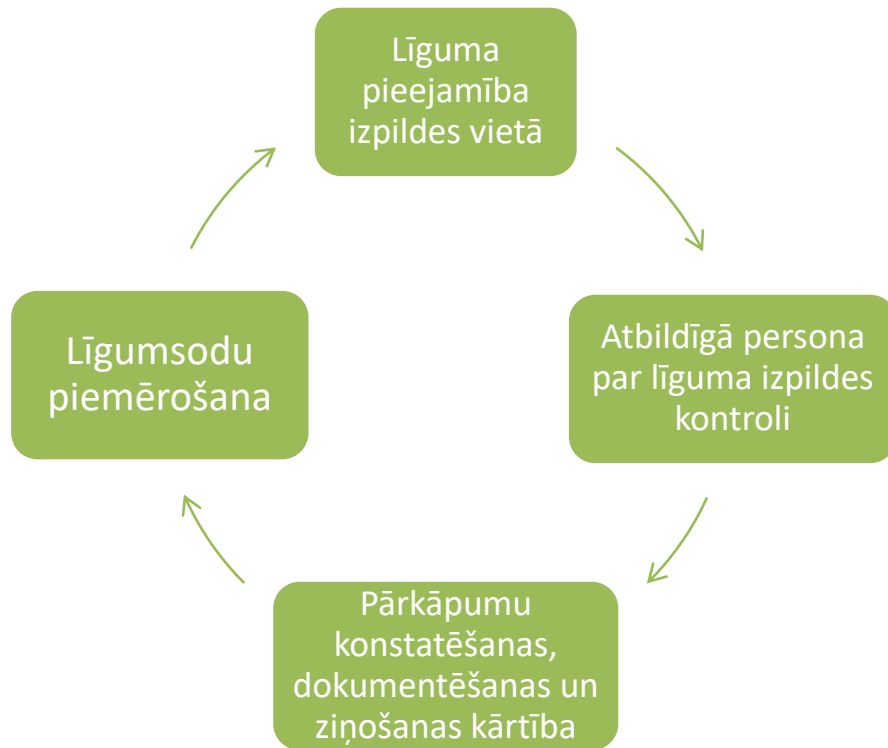 Līguma
pieejamība
izpildes vietā
Atbildīgā persona
par līguma izpildes
kontroli
Pārkāpumu
konstatēšanas,
dokumentēšanas un
ziņošanas kārtība
Līgumsodu
piemērošana